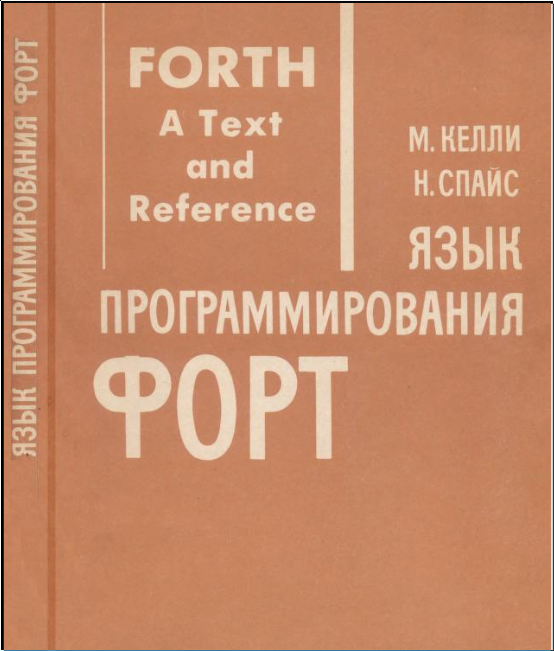 ЯЗЫК ПРОГРАММИРОВАНИЯ ФОРТ
FORTH
A Text
and
Reference
М. КЕЛЛИ
Н. СПАЙС
ЯЗЫК
ПРОГРАММИРОВАНИЯ
ФОРТ